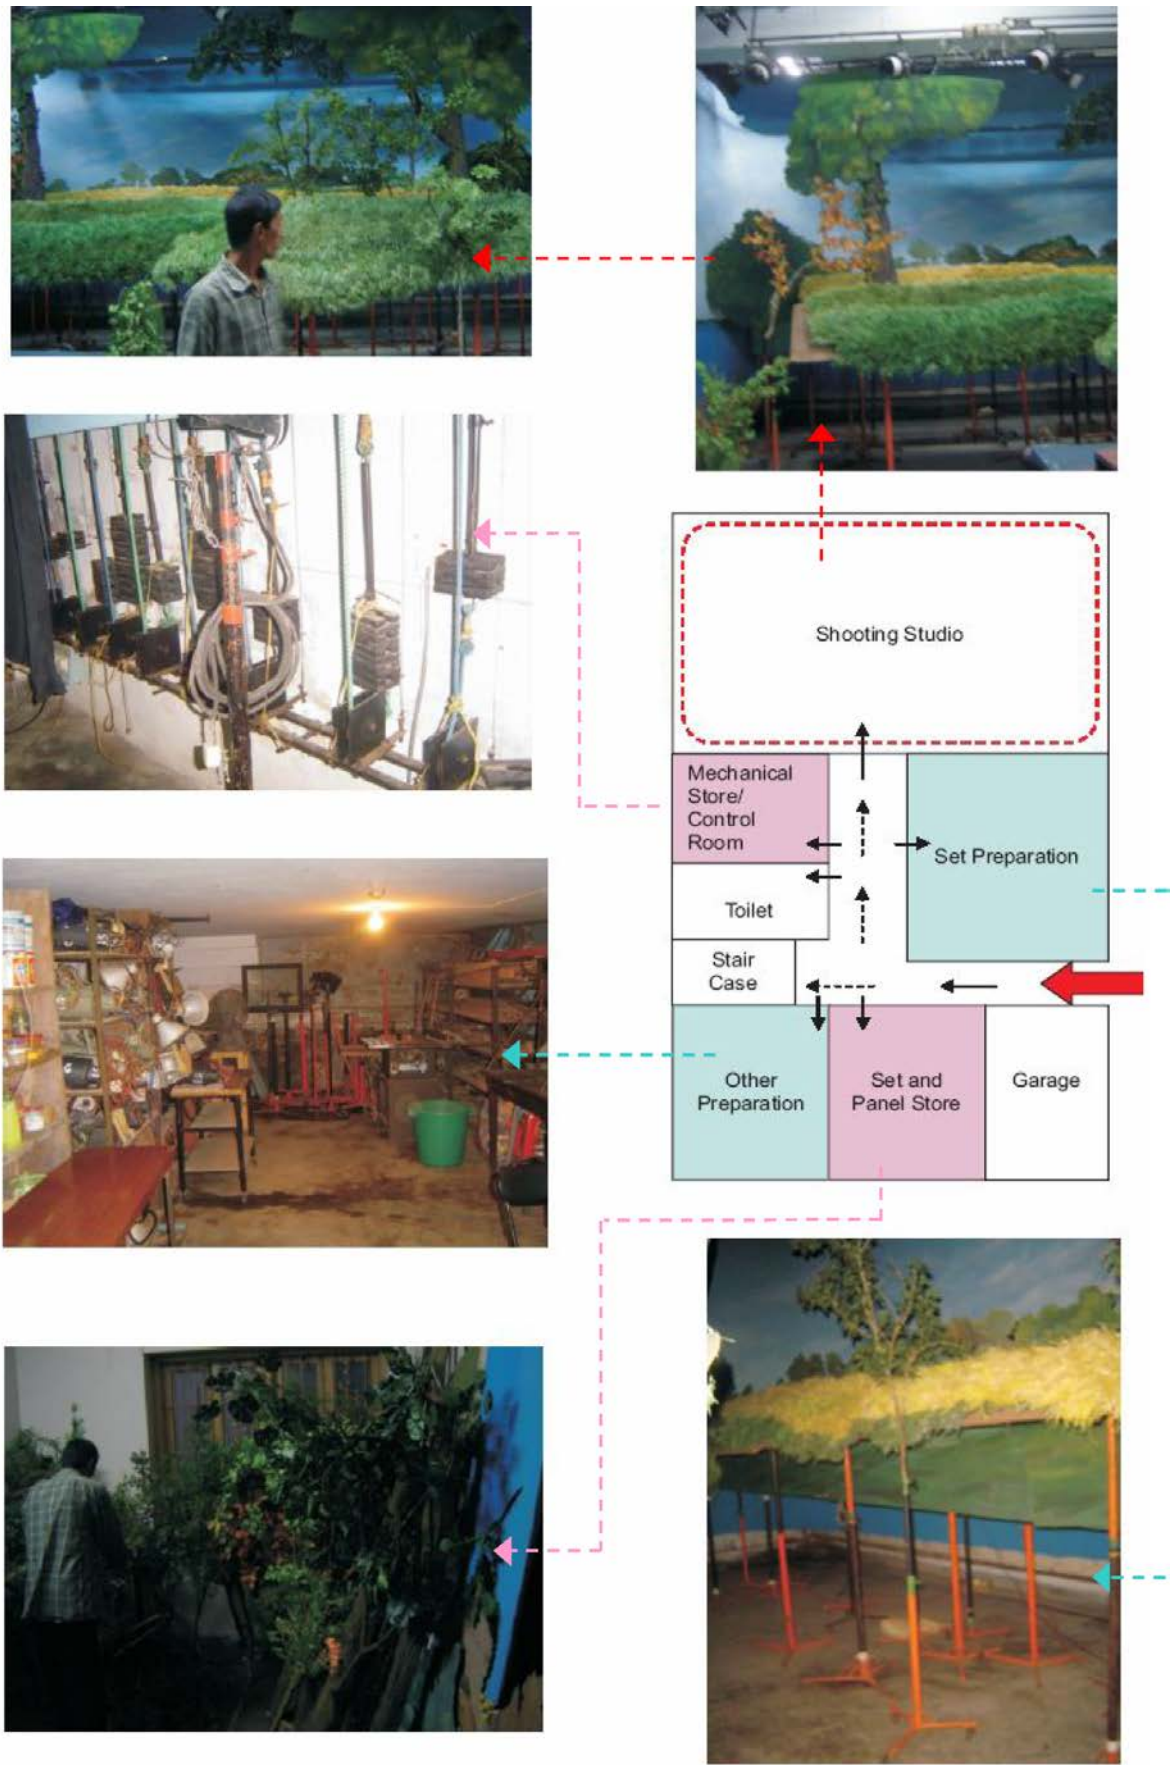 Shooting Studio
Mechanical
Store/
Control
Room
Set Preparation
Toilet
Stair
Case
Other
Preparation
Set and
Panel Store
Garage